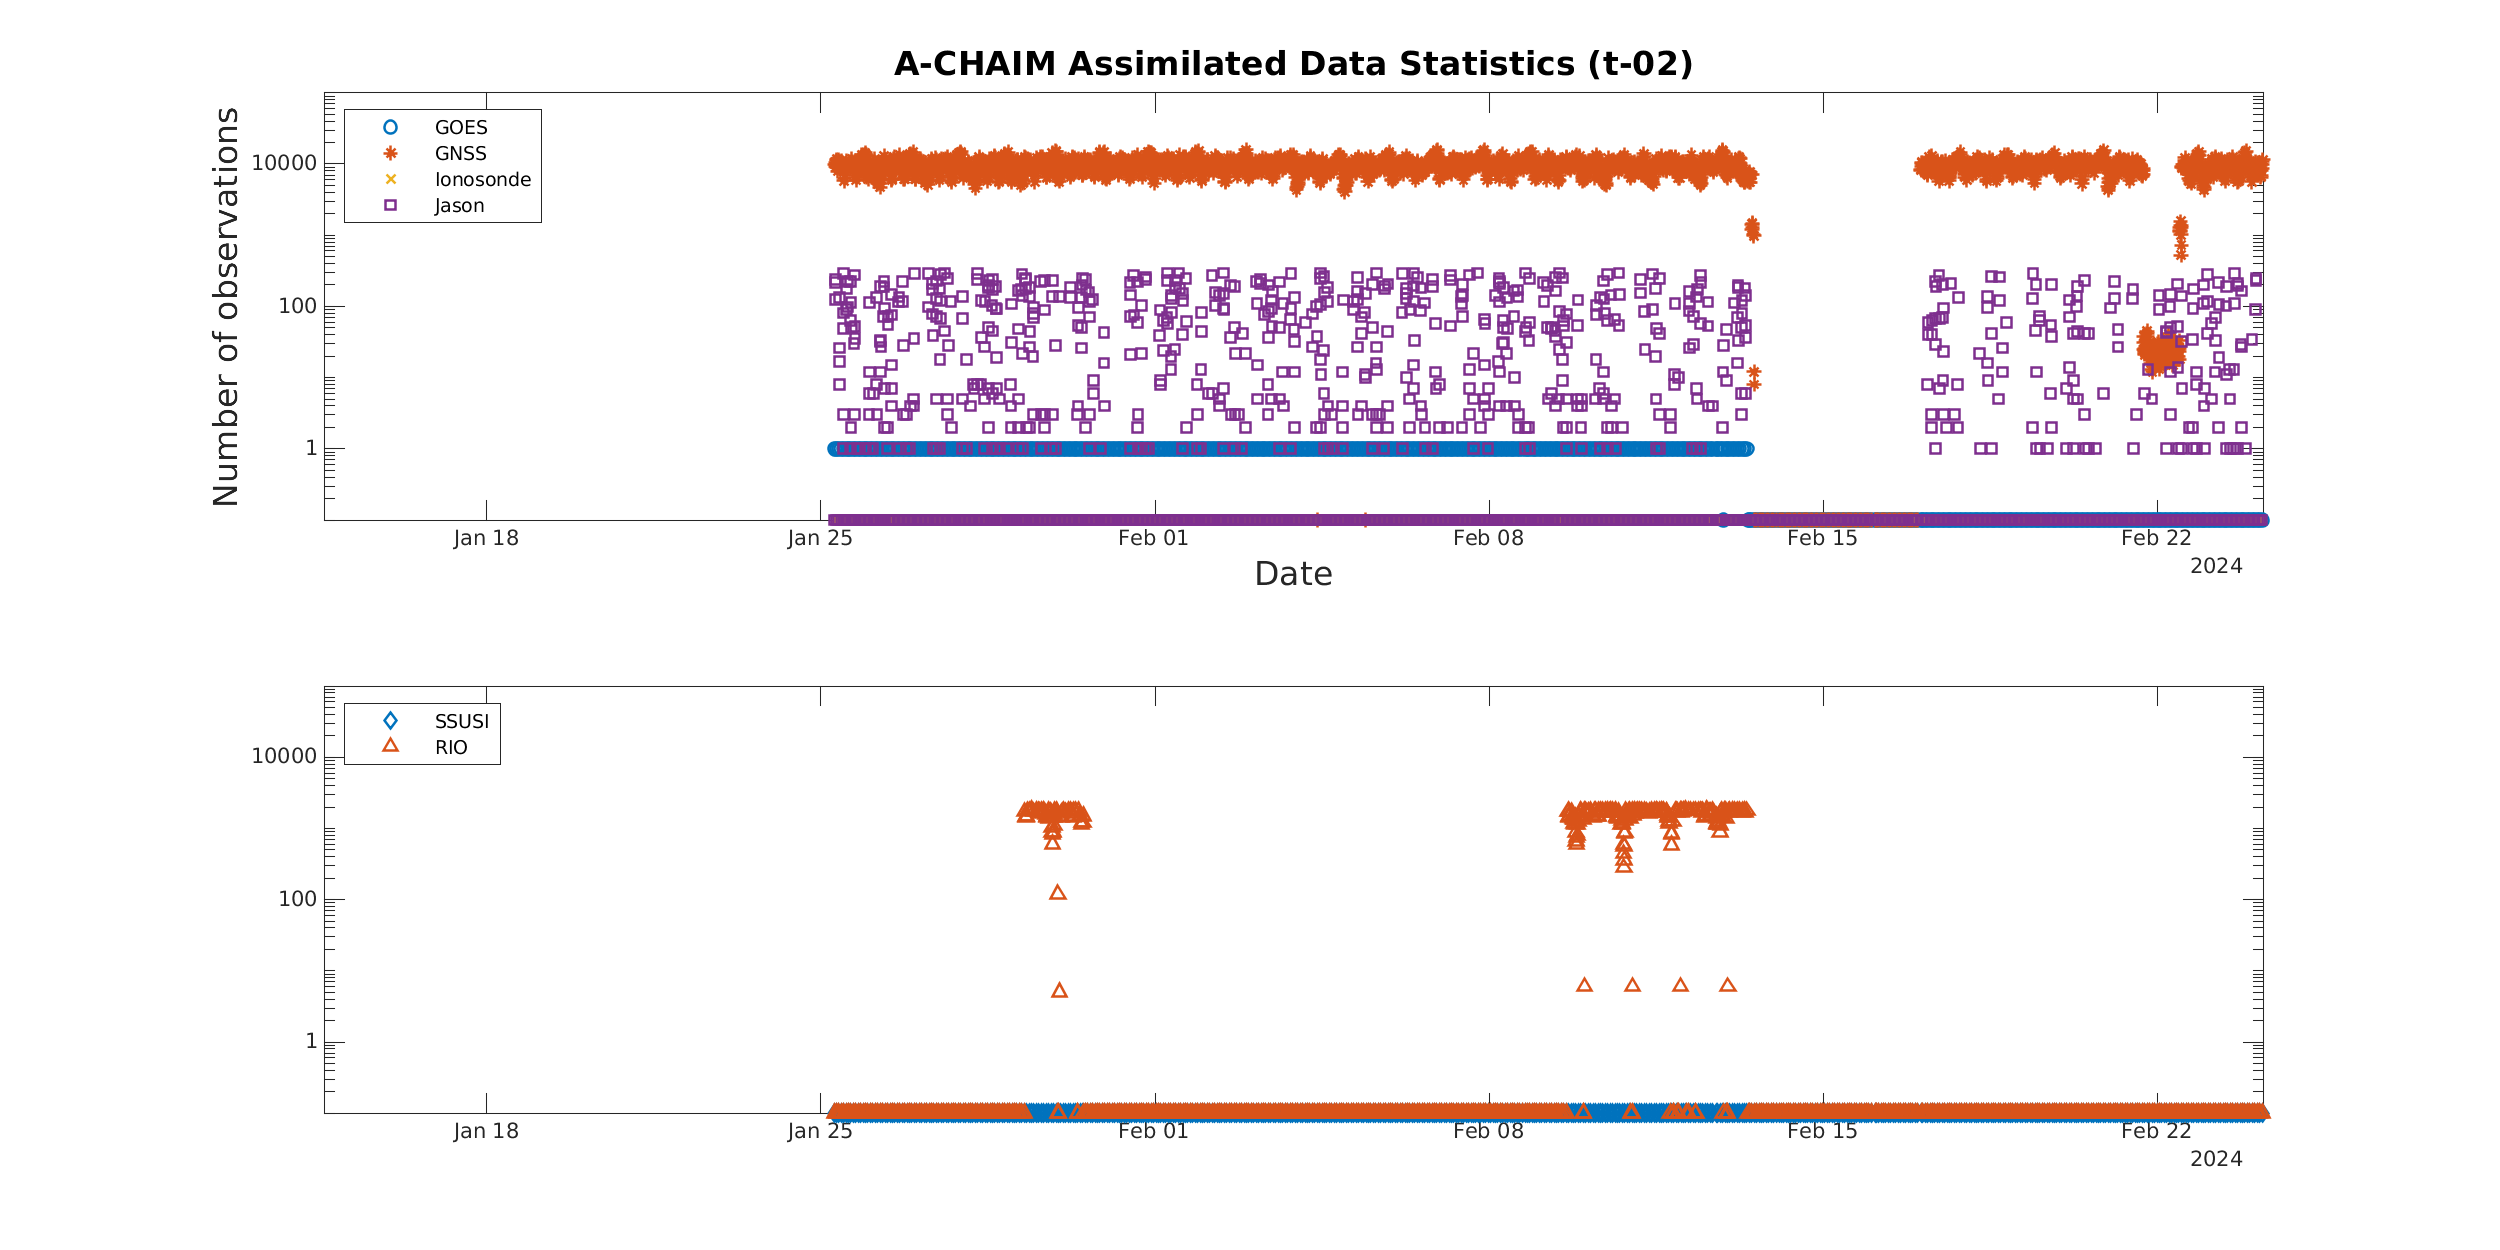 A-CHAIM Assimilated Data Statistics (t-02)
Number of observations
10000
100
1
GOES
GNSS
Ionosonde
Jason
Jan 18
Jan 25
Feb 01
Feb 08
Feb 15
Feb 22
2024
Date
10000
100
1
SSUSI
RIO
Jan 18
Jan 25
Feb 01
Feb 08
Feb 15
Feb 22
2024